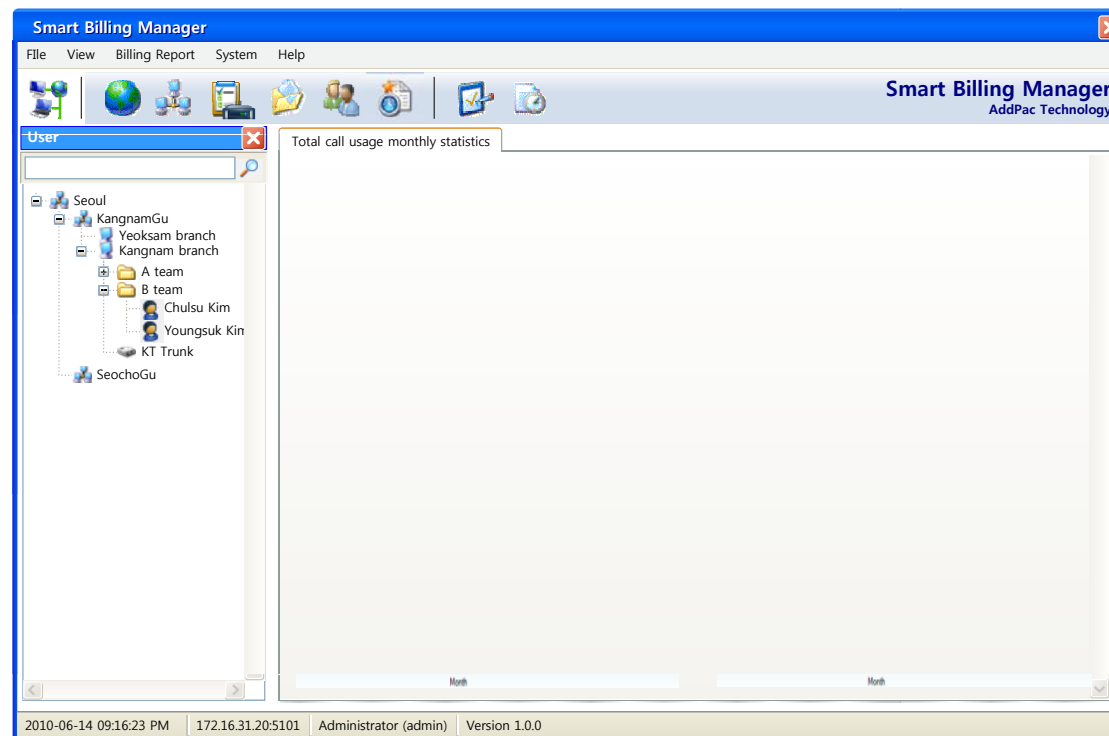 Smart Billing Manager
FIle View Billing Report System Help
Smart Billing Manager
AddPac Technology
User
Total call usage monthly statistics
Seoul
KangnamGu
Yeoksam branch
Kangnam branch
A team
B team
Chulsu Kim
Youngsuk Kim
KT Trunk
SeochoGu
Month Month
2010-06-14 09:16:23 PM 172.16.31.20:5101 Administrator (admin) Version 1.0.0